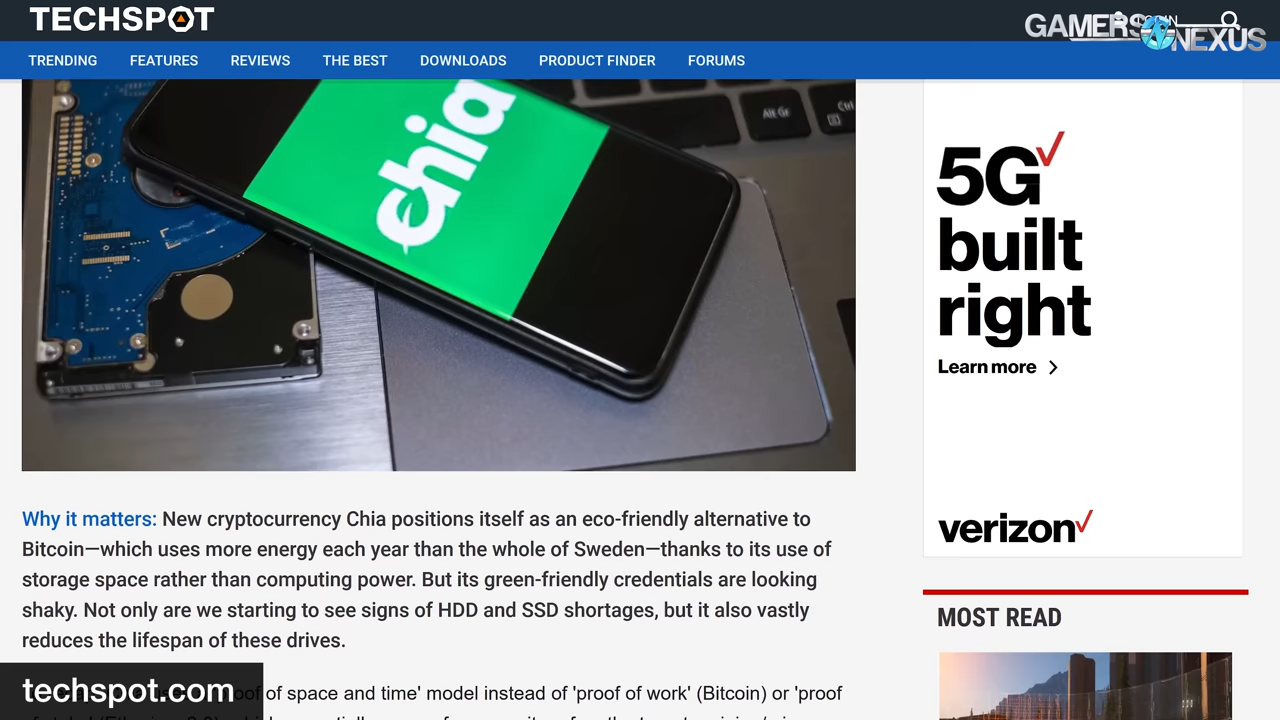 TECHSPOT
LOGIN
GAMERS NEXUS
TRENDING FEATURES REVIEWS THE BEST DOWNLOADS PRODUCT FINDER FORUMS
chia
Alt Gr
Ctrl
5G
built
right
Learn more
verizon
Why it matters: New cryptocurrency Chia positions itself as an eco-friendly alternative to
Bitcoin—which uses more energy each year than the whole of Sweden—thanks to its use of
storage space rather than computing power. But its green-friendly credentials are looking
shaky. Not only are we starting to see signs of HDD and SSD shortages, but it also vastly
reduces the lifespan of these drives.
MOST READ
of space and time' model instead of 'proof of work' (Bitcoin) or 'proof
techspot.com